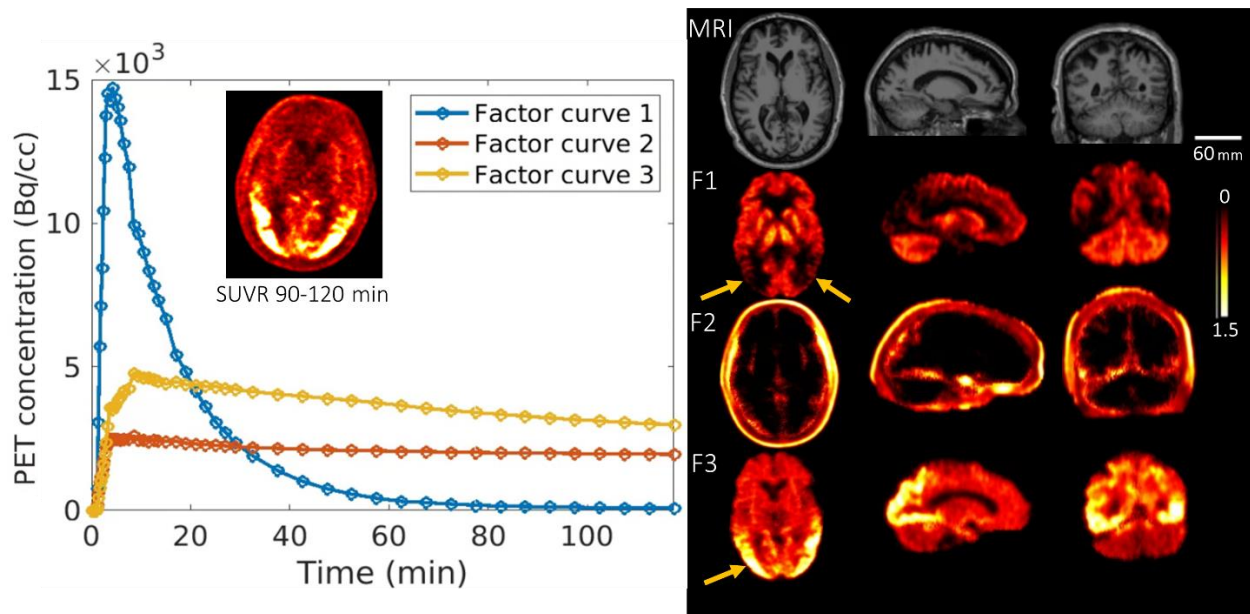 ×10³
15
10
5
0
PET concentration (Bq/cc)
Factor curve 1
Factor curve 2
Factor curve 3
SUVR 90-120 min
0 20 40 60 80 100
Time (min)
MRI
60 mm
F1
0
1.5
F2
F3